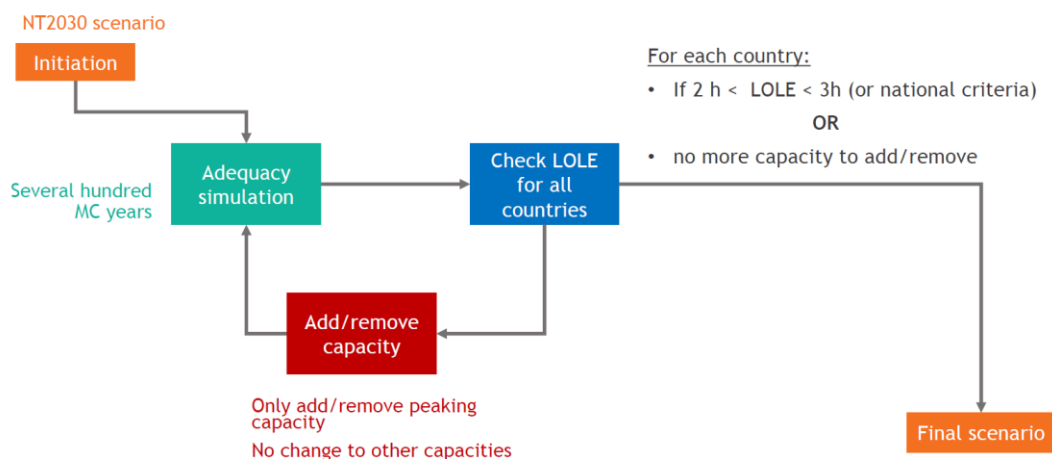 NT2030 scenario
Initiation
For each country:
• If 2 h < LOLE < 3h (or national criteria)
OR
• no more capacity to add/remove
Several hundred
MC years
Adequacy
simulation
Check LOLE
for all
countries
Add/remove
capacity
Only add/remove peaking
capacity
No change to other capacities
Final scenario